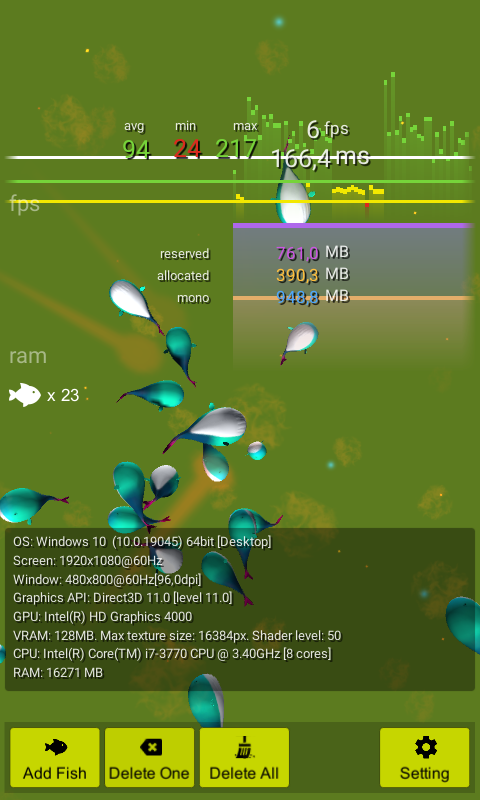 avg min max
94 24 217
6 fps
166,4 ms
fps
reserved 761,0 MB
allocated 390,3 MB
mono 948,8 MB
ram
x 23
OS: Windows 10 (10.0.19045) 64bit [Desktop]
Screen: 1920x1080@60Hz
Window: 480x800@60Hz[96,0dpi]
Graphics API: Direct3D 11.0 [level 11.0]
GPU: Intel(R) HD Graphics 4000
VRAM: 128MB. Max texture size: 16384px. Shader level: 50
CPU: Intel(R) Core(TM) i7-3770 CPU @ 3.40GHz [8 cores]
RAM: 16271 MB
Add Fish Delete One Delete All Setting